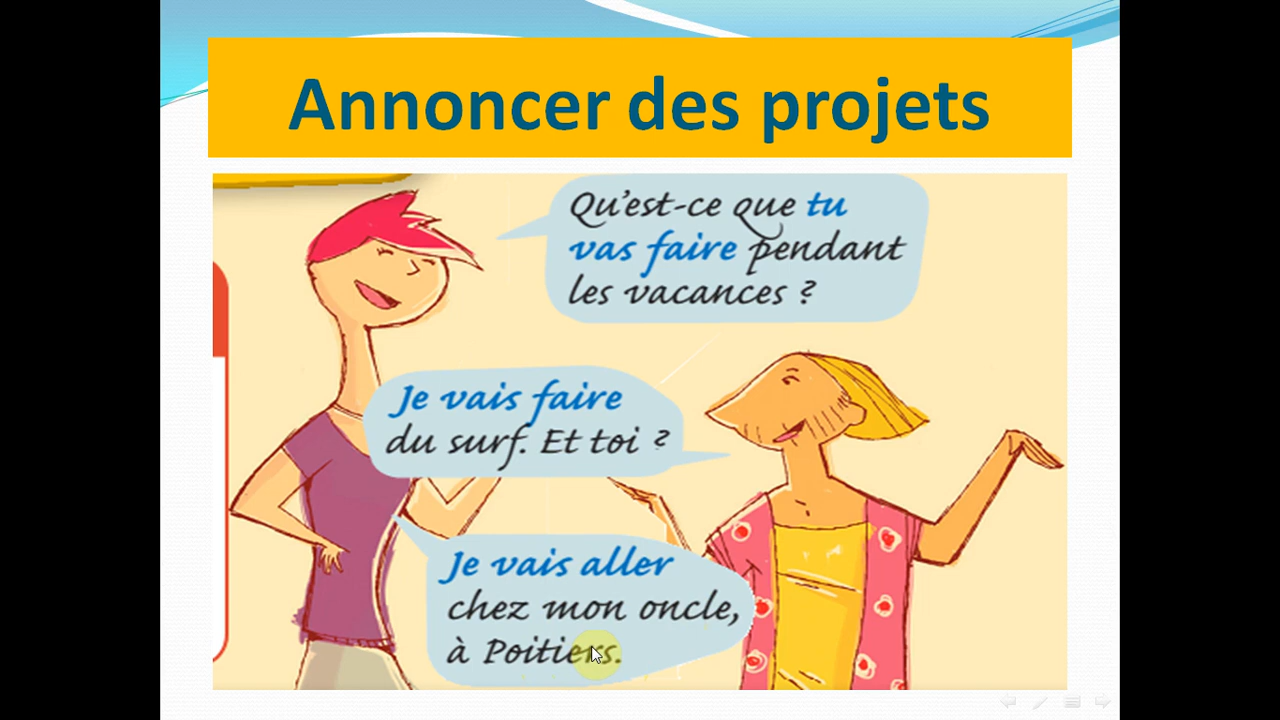 Annoncer des projets
Qu'est-ce que tu
vas faire pendant
les vacances ?
Je vais faire
du surf. Et toi ?
Je vais aller
chez mon oncle,
à Poitiers.